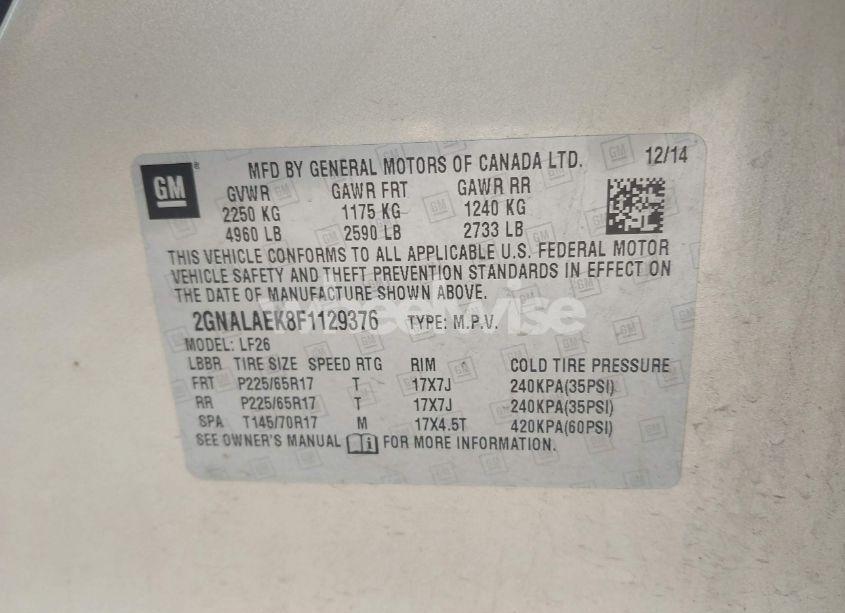 GM
MFD BY GENERAL MOTORS OF CANADA LTD. 12/14
GVWR GAWR FRT GAWR RR
2250 KG 1175 KG 1240 KG
4960 LB 2590 LB 2733 LB
THIS VEHICLE CONFORMS TO ALL APPLICABLE U.S. FEDERAL MOTOR
VEHICLE SAFETY AND THEFT PREVENTION STANDARDS IN EFFECT ON
THE DATE OF MANUFACTURE SHOWN ABOVE.
2GNALAEK8F1129376 TYPE: M.P.V.
MODEL: LF26
LBBR TIRE SIZE SPEED RTG RIM COLD TIRE PRESSURE
FRT P225/65R17 T 17X7J 240KPA(35PSI)
RR P225/65R17 T 17X7J 240KPA(35PSI)
SPA T145/70R17 M 17X4.5T 420KPA(60PSI)
SEE OWNER'S MANUAL i FOR MORE INFORMATION.